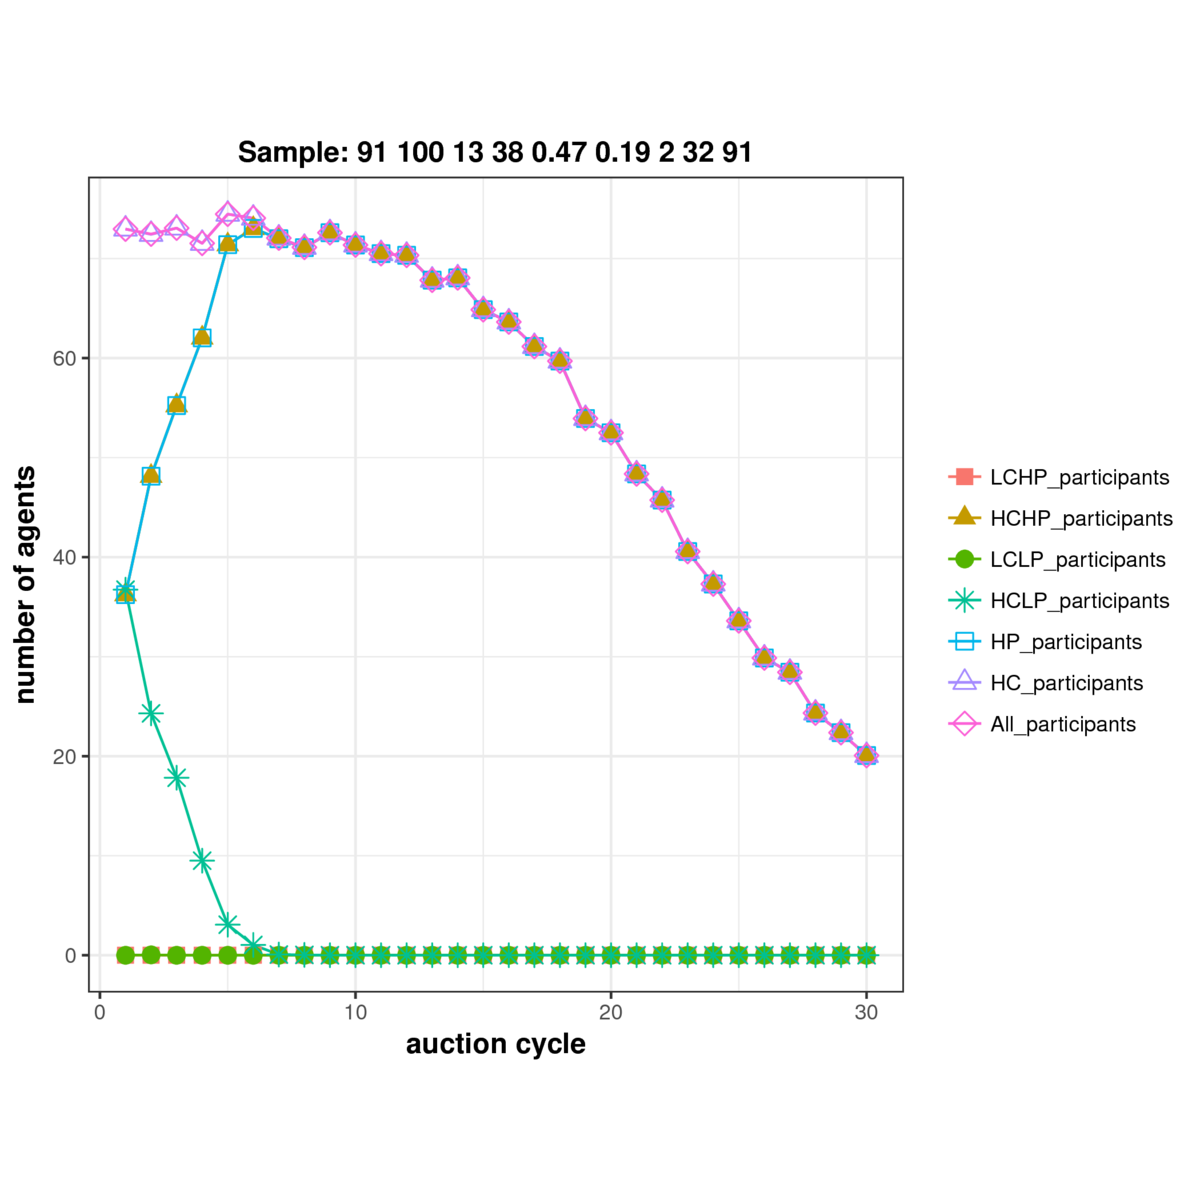 Sample: 91 100 13 38 0.47 0.19 2 32 91
number of agents
60
40
20
0
0 10 20 30
auction cycle
LCHP_participants
HCHP_participants
LCLP_participants
HCLP_participants
HP_participants
HC_participants
All_participants